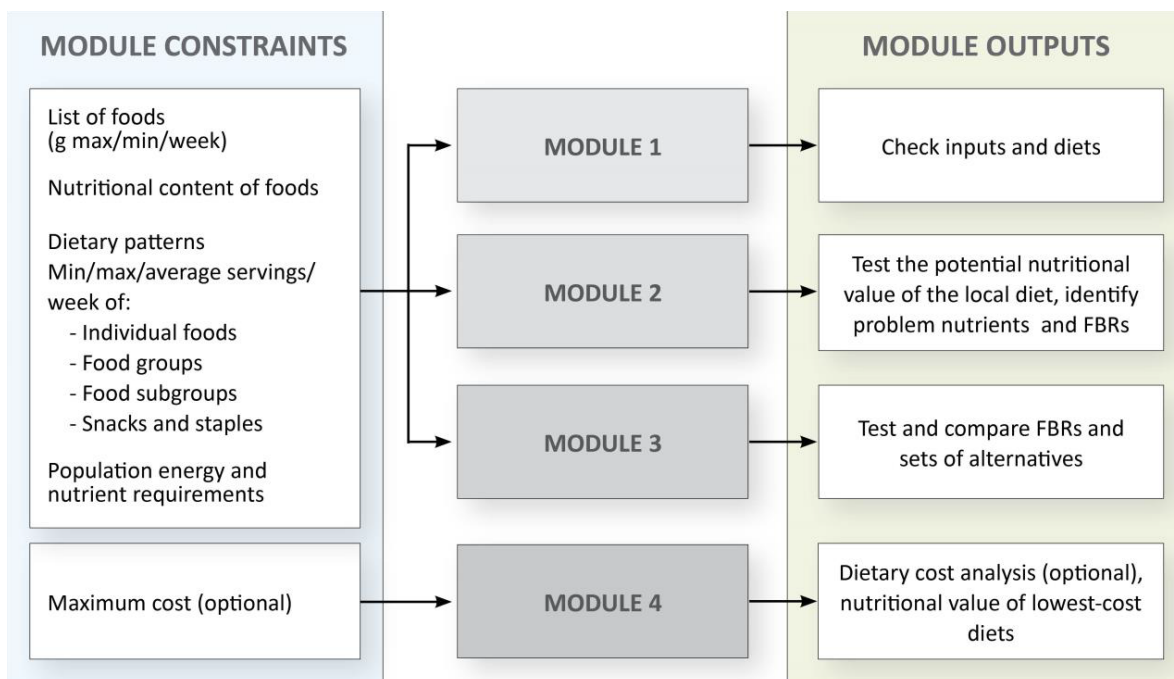 MODULE CONSTRAINTS
List of foods
(g max/min/week)
Nutritional content of foods
Dietary patterns
Min/max/average servings/
week of:
- Individual foods
- Food groups
- Food subgroups
- Snacks and staples
Population energy and
nutrient requirements
Maximum cost (optional)
MODULE 1
MODULE 2
MODULE 3
MODULE 4
MODULE OUTPUTS
Check inputs and diets
Test the potential nutritional
value of the local diet, identify
problem nutrients and FBRs
Test and compare FBRs and
sets of alternatives
Dietary cost analysis (optional),
nutritional value of lowest-cost
diets